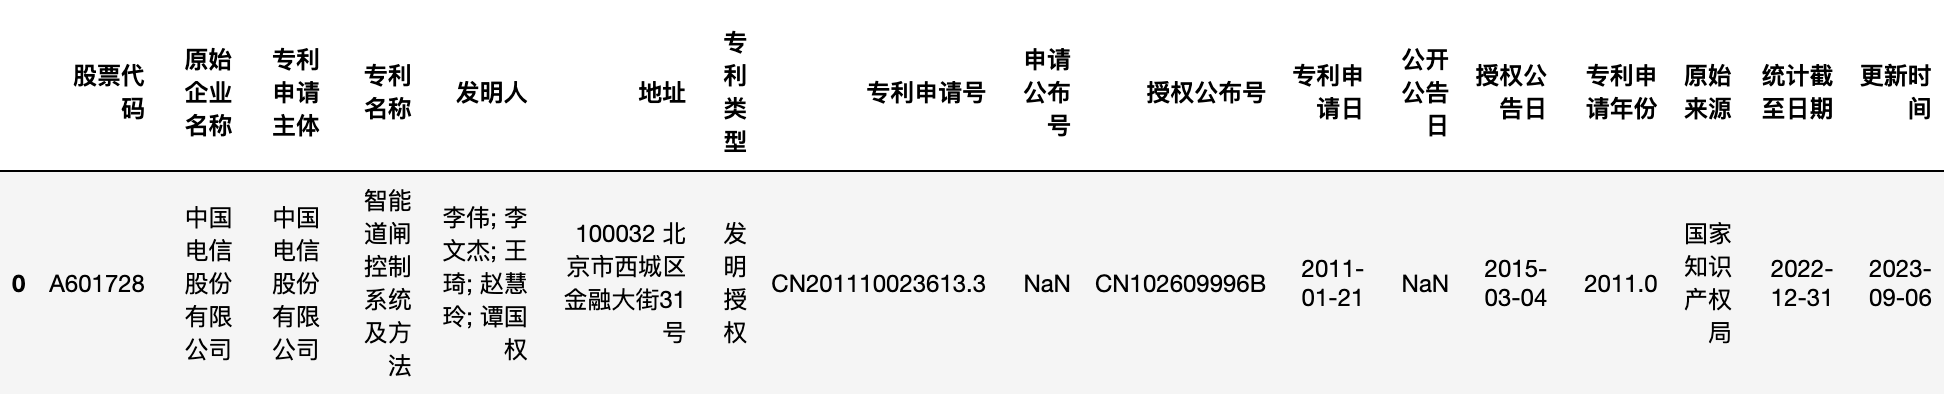 股票代码 原始企业名称 专利申请主体 专利名称 发明人 地址 专利类型 专利申请号 申请公布号 授权公布号 专利申请日 公开公告日 授权公告日 专利申请年份 原始来源 统计截至日期 更新时间
0 A601728 中国电信股份有限公司 中国电信股份有限公司 智能道闸控制系统及方法 李伟; 李文杰; 王琦; 赵慧玲; 谭国权 100032 北京市西城区金融大街31号 发明授权 CN201110023613.3 NaN CN102609996B 2011-01-21 NaN 2015-03-04 2011.0 国家知识产权局 2022-12-31 2023-09-06